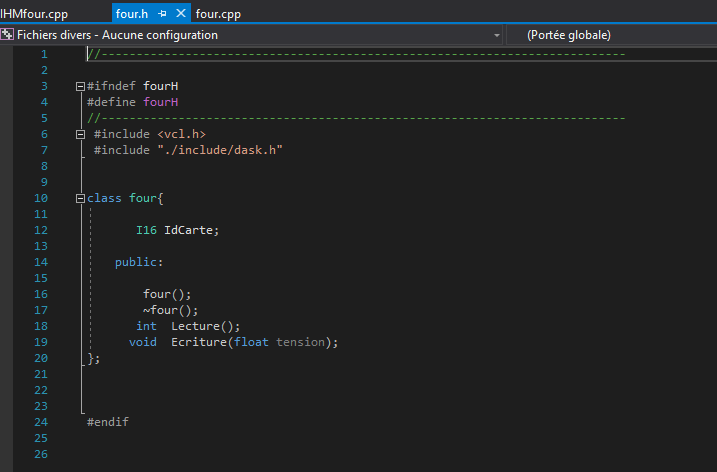 IHMfour.cpp four.h four.cpp
Fichiers divers - Aucune configuration (Portée globale)
1 //---------------------------------------------------------------------------
2
3 #ifndef fourH
4 #define fourH
5 //---------------------------------------------------------------------------
6 #include <vcl.h>
7 #include "./include/dask.h"
8
9
10 class four{
11
12 I16 IdCarte;
13
14 public:
15
16 four();
17 ~four();
18 int Lecture();
19 void Ecriture(float tension);
20 };
21
22
23
24 #endif
25
26